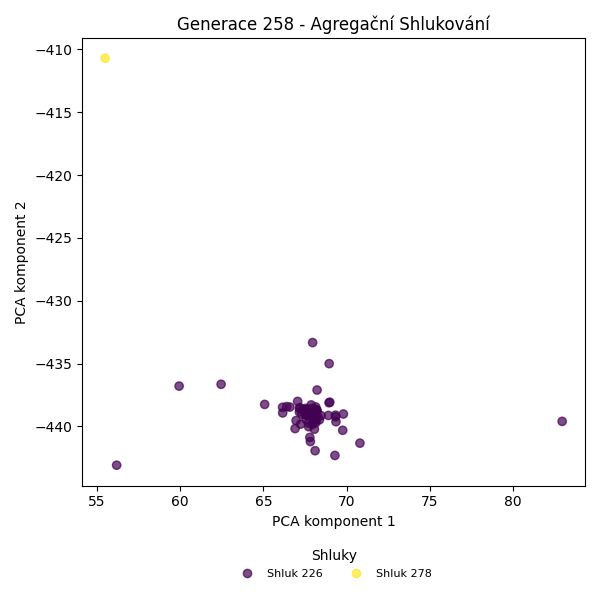 Generace 258 - Agregační Shlukování
PCA komponent 2
−410
−415
−420
−425
−430
−435
−440
55 60 65 70 75 80
PCA komponent 1
Shluky
Shluk 226 Shluk 278